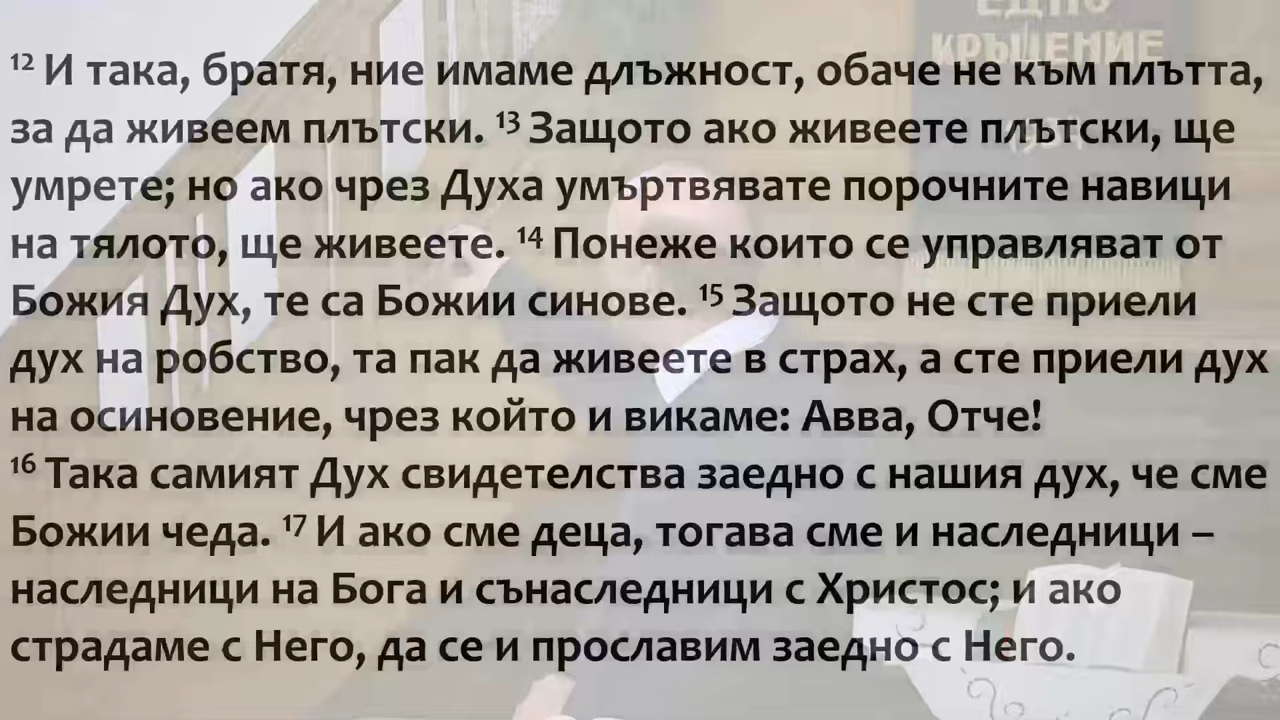 ЕДНО
КРЪЩЕНИЕ
¹² И така, братя, ние имаме длъжност, обаче не към плътта,
за да живеем плътски. ¹³ Защото ако живеете плътски, ще
умрете; но ако чрез Духа умъртвявате порочните навици
на тялото, ще живеете. ¹⁴ Понеже които се управляват от
Божия Дух, те са Божии синове. ¹⁵ Защото не сте приели
дух на робство, та пак да живеете в страх, а сте приели дух
на осиновение, чрез който и викаме: Авва, Отче!
¹⁶ Така самият Дух свидетелства заедно с нашия дух, че сме
Божии чеда. ¹⁷ И ако сме деца, тогава сме и наследници –
наследници на Бога и сънаследници с Христос; и ако
страдаме с Него, да се и прославим заедно с Него.